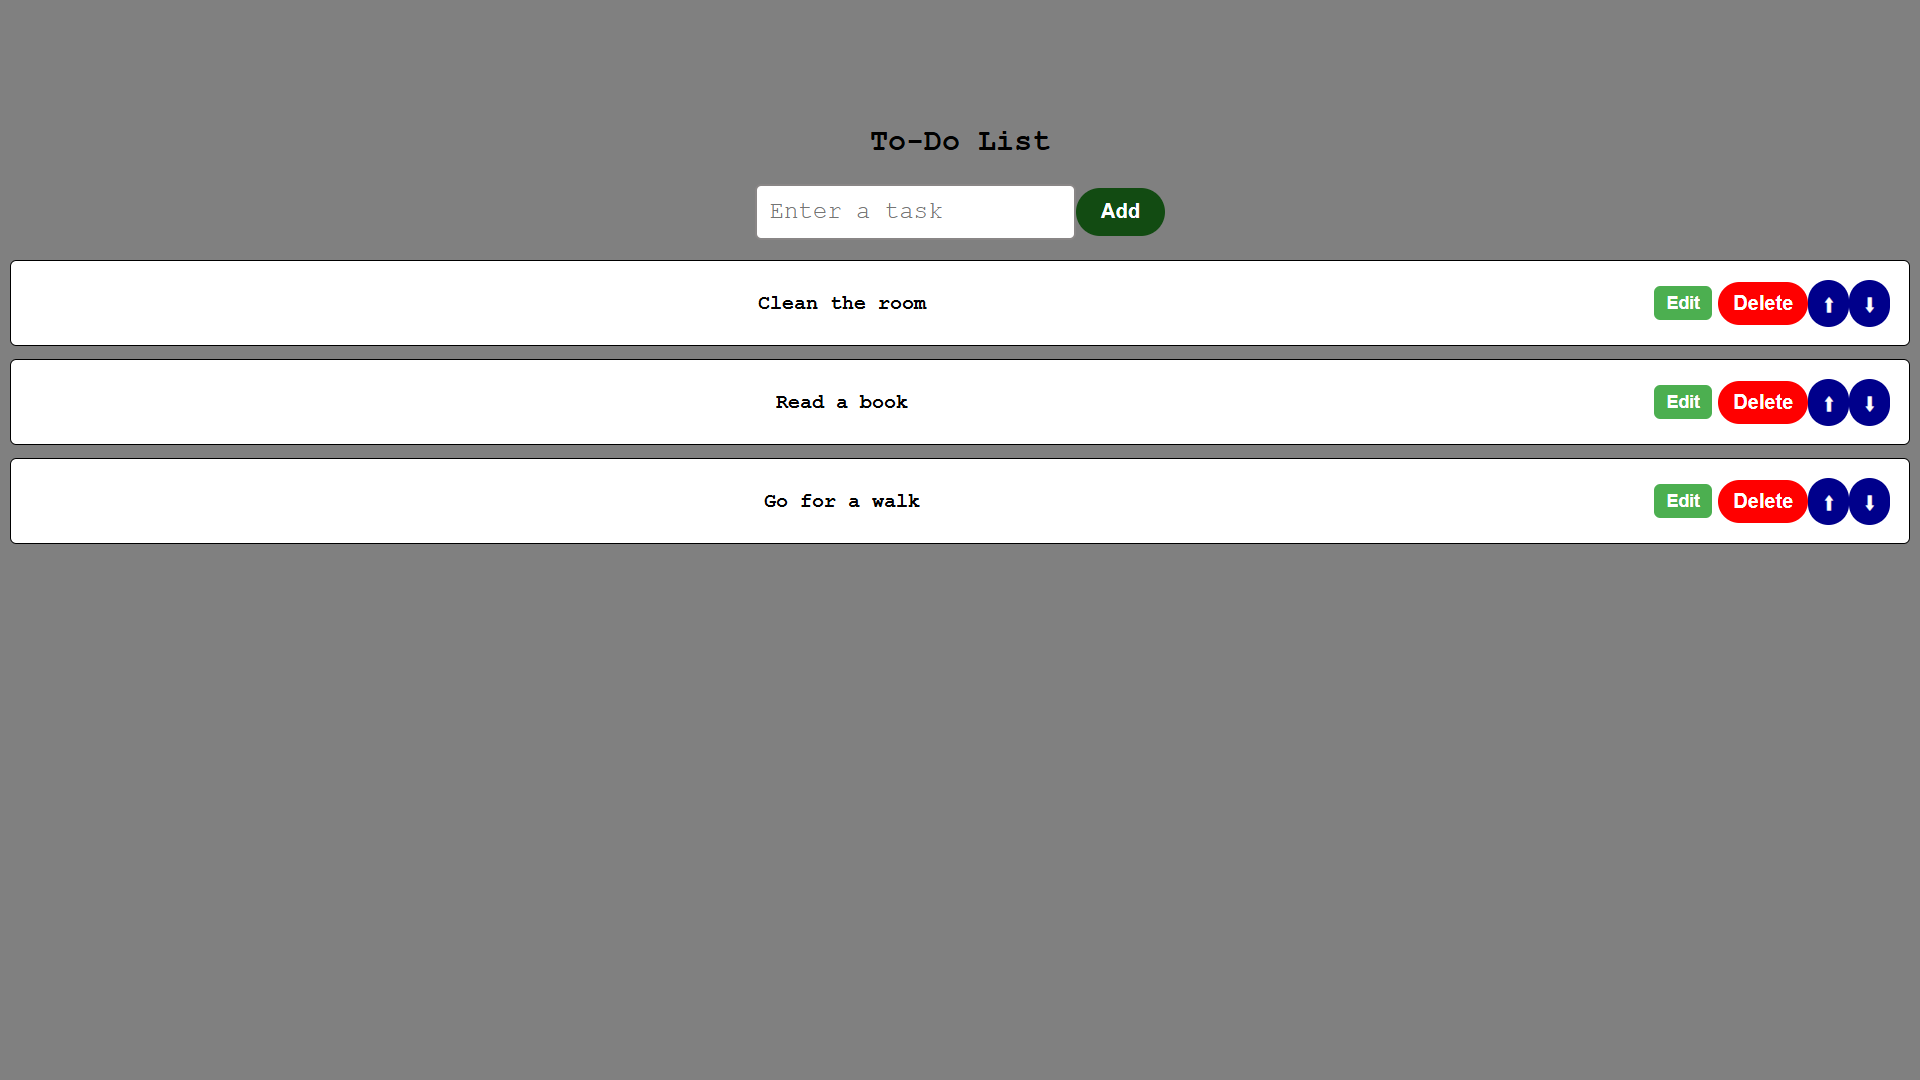 To-Do List
Enter a task Add
Clean the room Edit Delete ⬆ ⬇
Read a book Edit Delete ⬆ ⬇
Go for a walk Edit Delete ⬆ ⬇